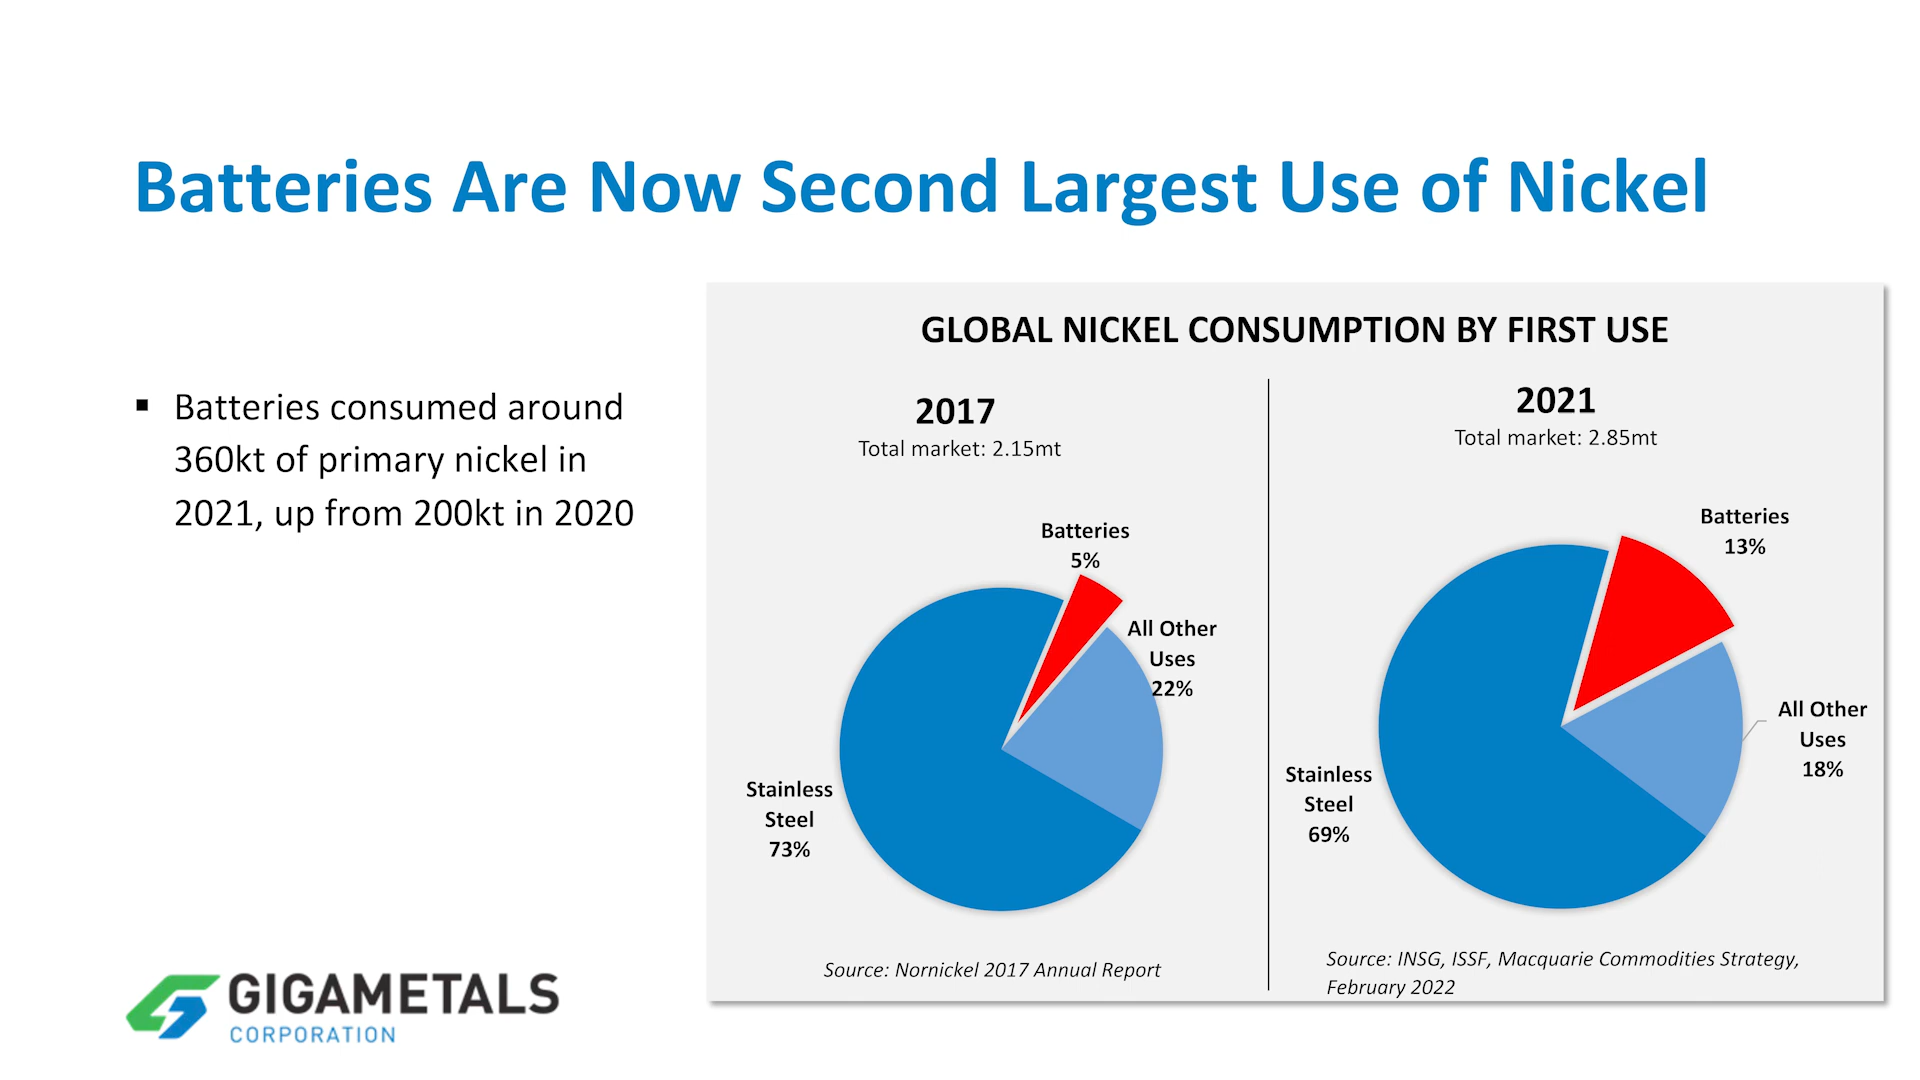 Batteries Are Now Second Largest Use of Nickel
▪ Batteries consumed around
360kt of primary nickel in
2021, up from 200kt in 2020
GLOBAL NICKEL CONSUMPTION BY FIRST USE
2017
Total market: 2.15mt
Batteries
5%
All Other
Uses
22%
Stainless
Steel
73%
Source: Nornickel 2017 Annual Report
2021
Total market: 2.85mt
Batteries
13%
All Other
Uses
18%
Stainless
Steel
69%
Source: INSG, ISSF, Macquarie Commodities Strategy,
February 2022
GIGAMETALS
CORPORATION